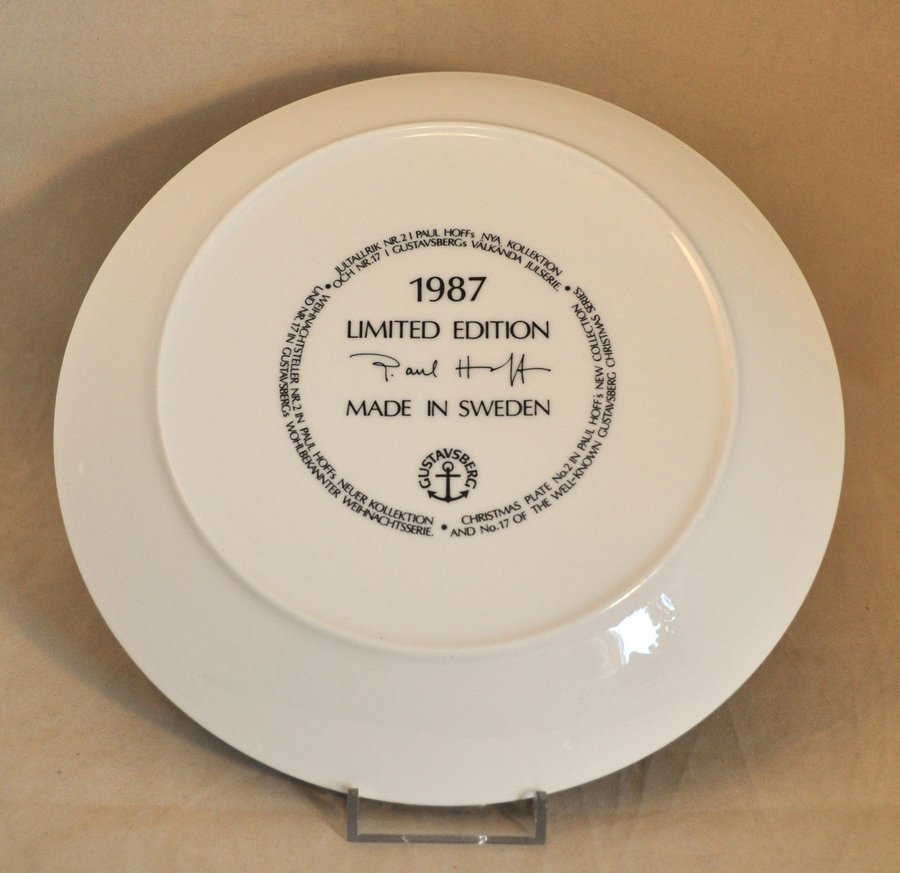 JULTALLRIK NR.2 I PAUL HOFFs NYA KOLLEKTION
OCH NR.17 I GUSTAVSBERGs VÄLKÄNDA JULSERIE. •
CHRISTMAS PLATE No.2 IN PAUL HOFF's NEW COLLECTION
AND No.17 OF THE WELL-KNOWN GUSTAVSBERG CHRISTMAS SERIES •
WEIHNACHTSTELLER NR.2 IN PAUL HOFFs NEUER KOLLEKTION
UND NR.17 IN GUSTAVSBERGs WOHLBEKANNTER WEIHNACHTSSERIE. •
1987
LIMITED EDITION
Paul Hoff
MADE IN SWEDEN
GUSTAVSBERG